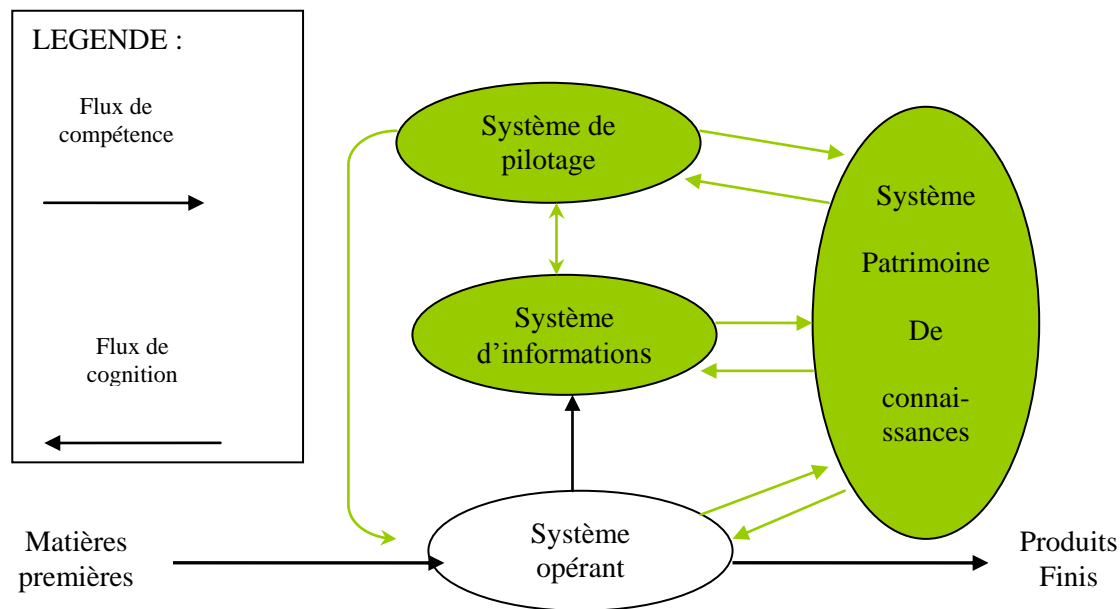 LEGENDE :
Flux de
compétence
Flux de
cognition
Système de
pilotage
Système
d’informations
Système
Patrimoine
De
connai-
ssances
Matières
premières
Système
opérant
Produits
Finis